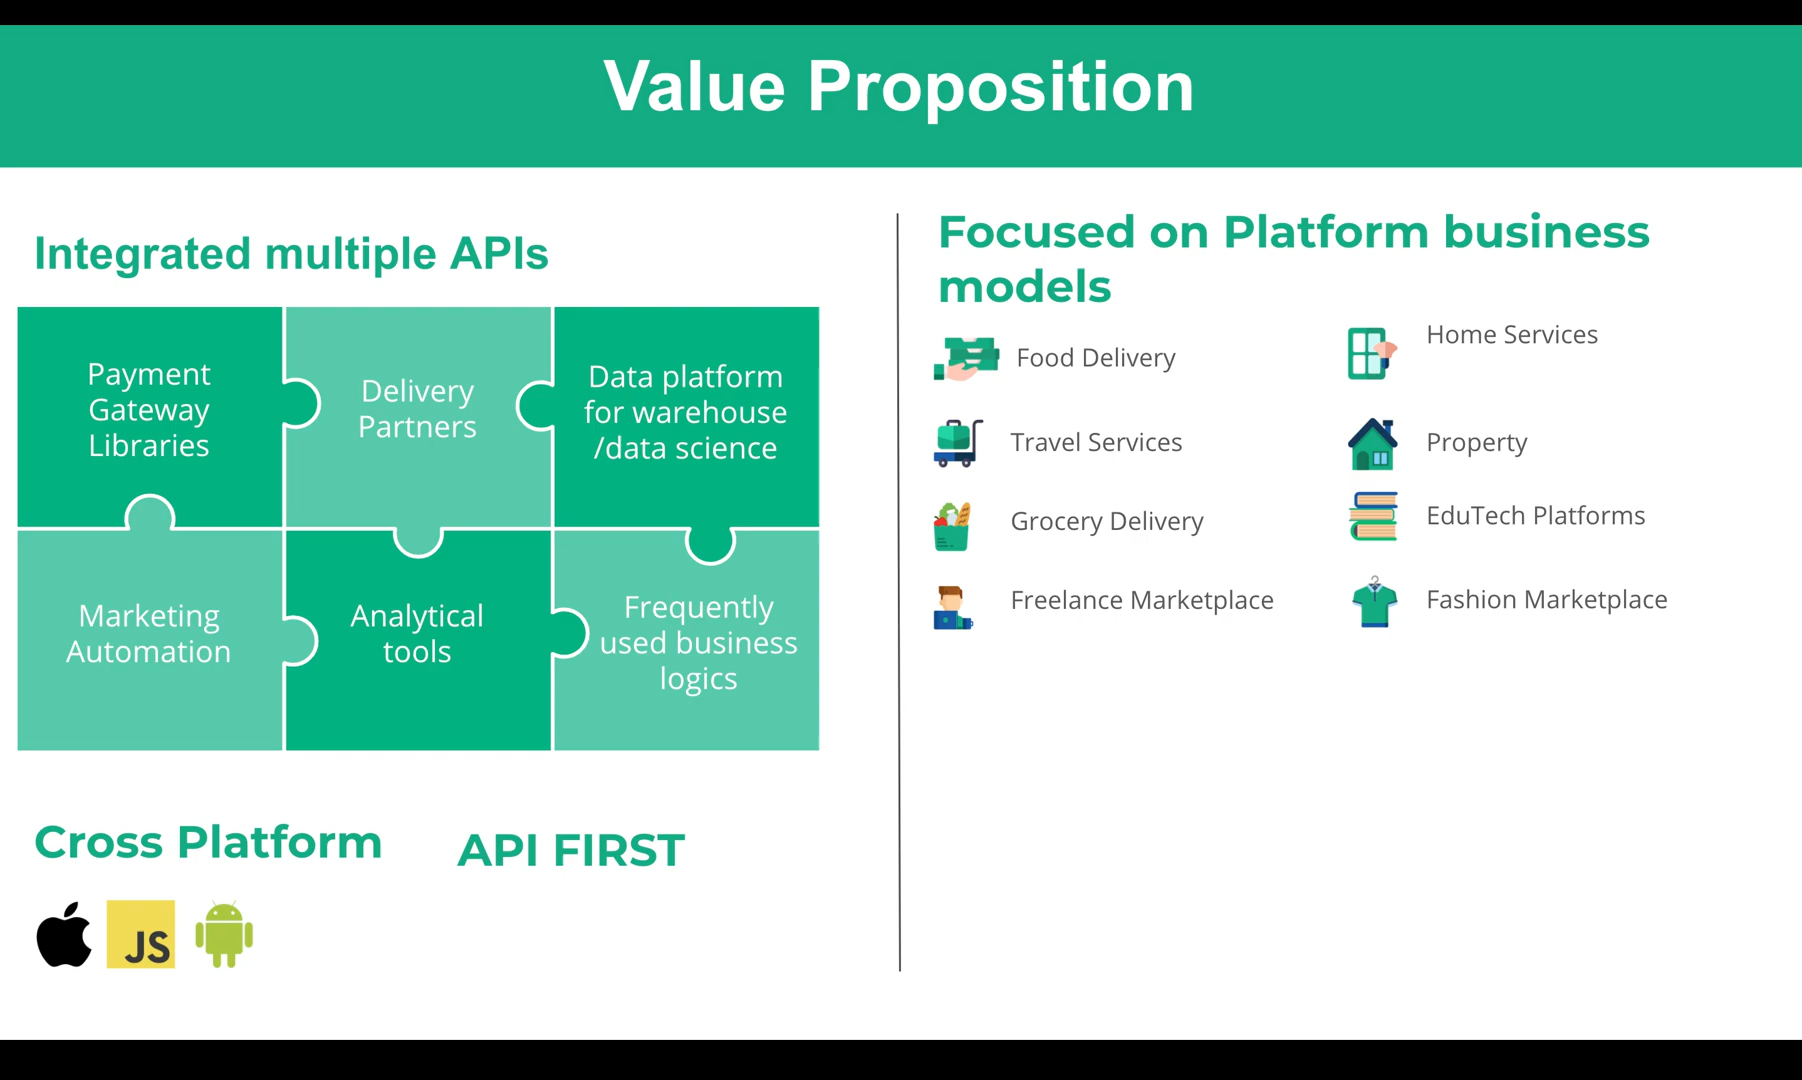 Value Proposition
Integrated multiple APIs
Payment
Gateway
Libraries
Delivery
Partners
Data platform
for warehouse
/data science
Marketing
Automation
Analytical
tools
Frequently
used business
logics
Cross Platform
API FIRST
JS
Focused on Platform business
models
Food Delivery
Home Services
Travel Services
Property
Grocery Delivery
EduTech Platforms
Freelance Marketplace
Fashion Marketplace